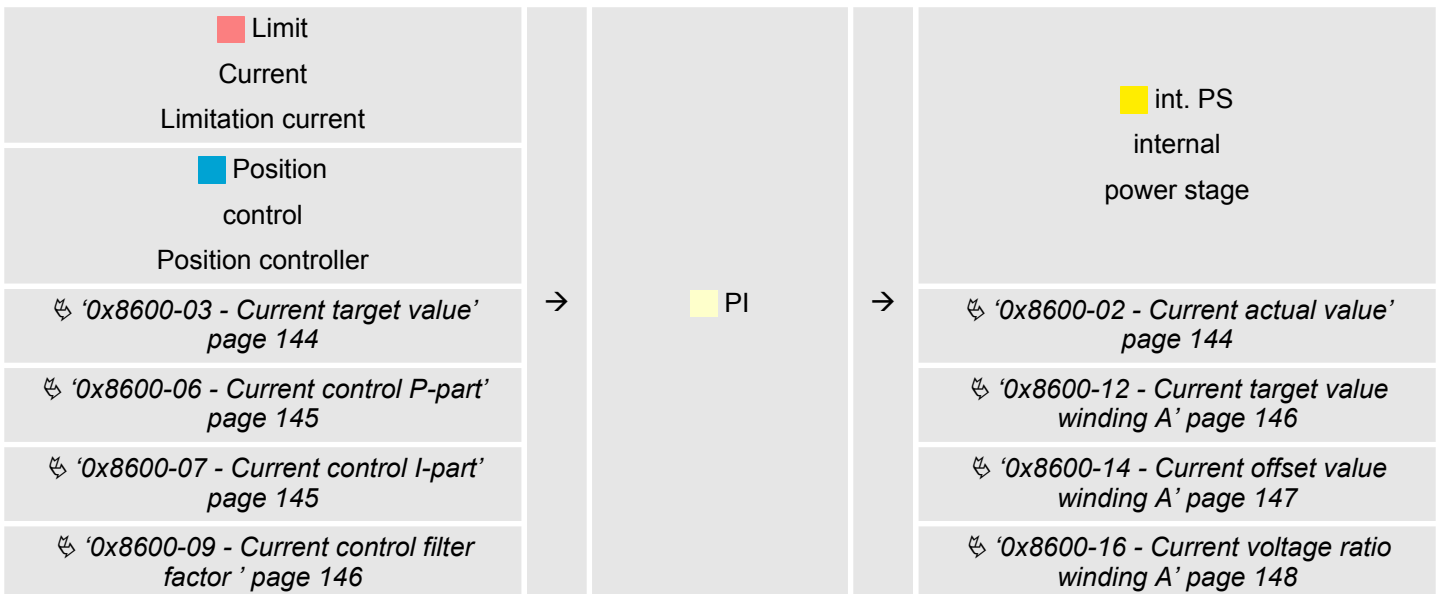 Limit
Current
Limitation current
Position
control
Position controller
↳ ‘0x8600-03 - Current target value’
page 144
↳ ‘0x8600-06 - Current control P-part’
page 145
↳ ‘0x8600-07 - Current control I-part’
page 145
↳ ‘0x8600-09 - Current control filter
factor ’ page 146
→
PI
→
int. PS
internal
power stage
↳ ‘0x8600-02 - Current actual value’
page 144
↳ ‘0x8600-12 - Current target value
winding A’ page 146
↳ ‘0x8600-14 - Current offset value
winding A’ page 147
↳ ‘0x8600-16 - Current voltage ratio
winding A’ page 148